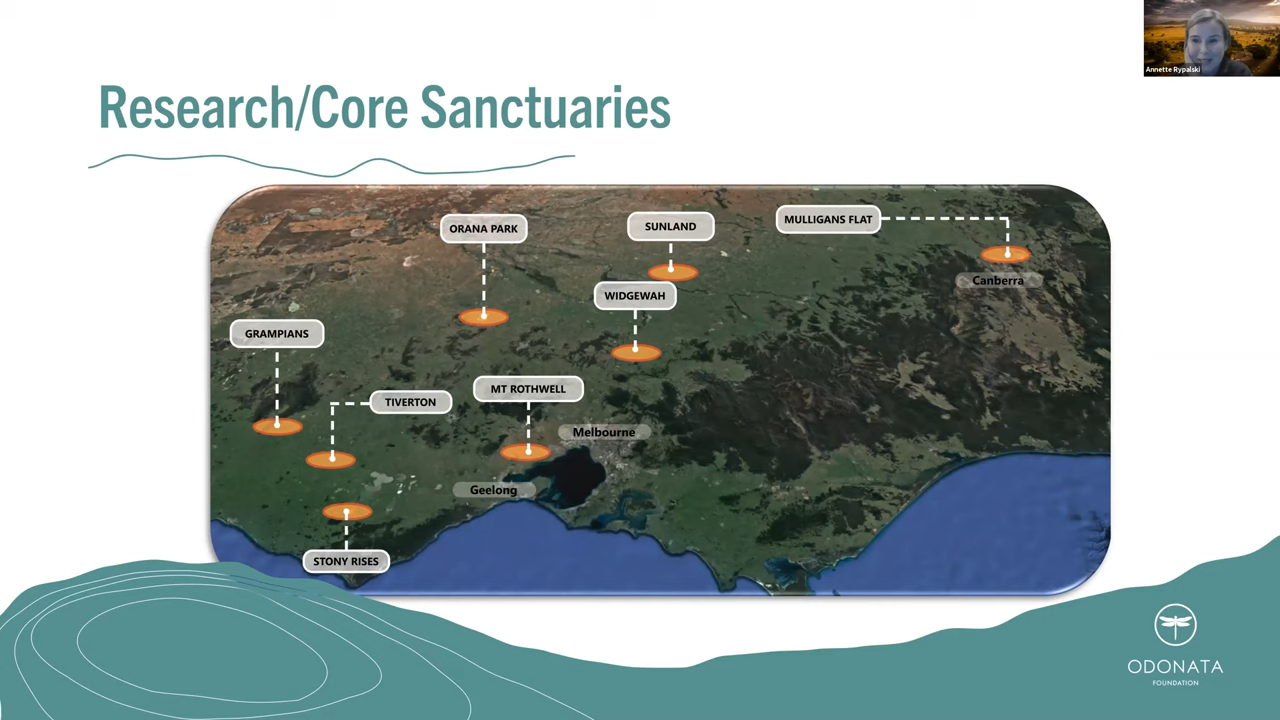 Annette Rypalski
Research/Core Sanctuaries
ORANA PARK
SUNLAND
MULLIGANS FLAT
Canberra
WIDGEWAH
GRAMPIANS
TIVERTON
MT ROTHWELL
Melbourne
Geelong
STONY RISES
ODONATA
FOUNDATION